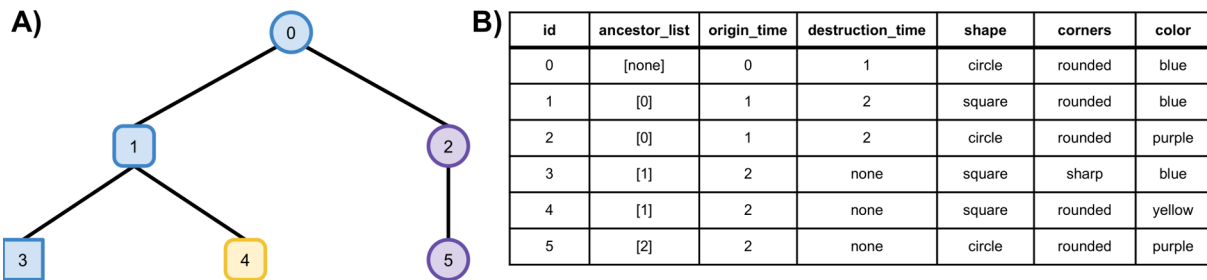 A)
0
1
2
3
4
5
B)
id ancestor_list origin_time destruction_time shape corners color
0 [none] 0 1 circle rounded blue
1 [0] 1 2 square rounded blue
2 [0] 1 2 circle rounded purple
3 [1] 2 none square sharp blue
4 [1] 2 none square rounded yellow
5 [2] 2 none circle rounded purple